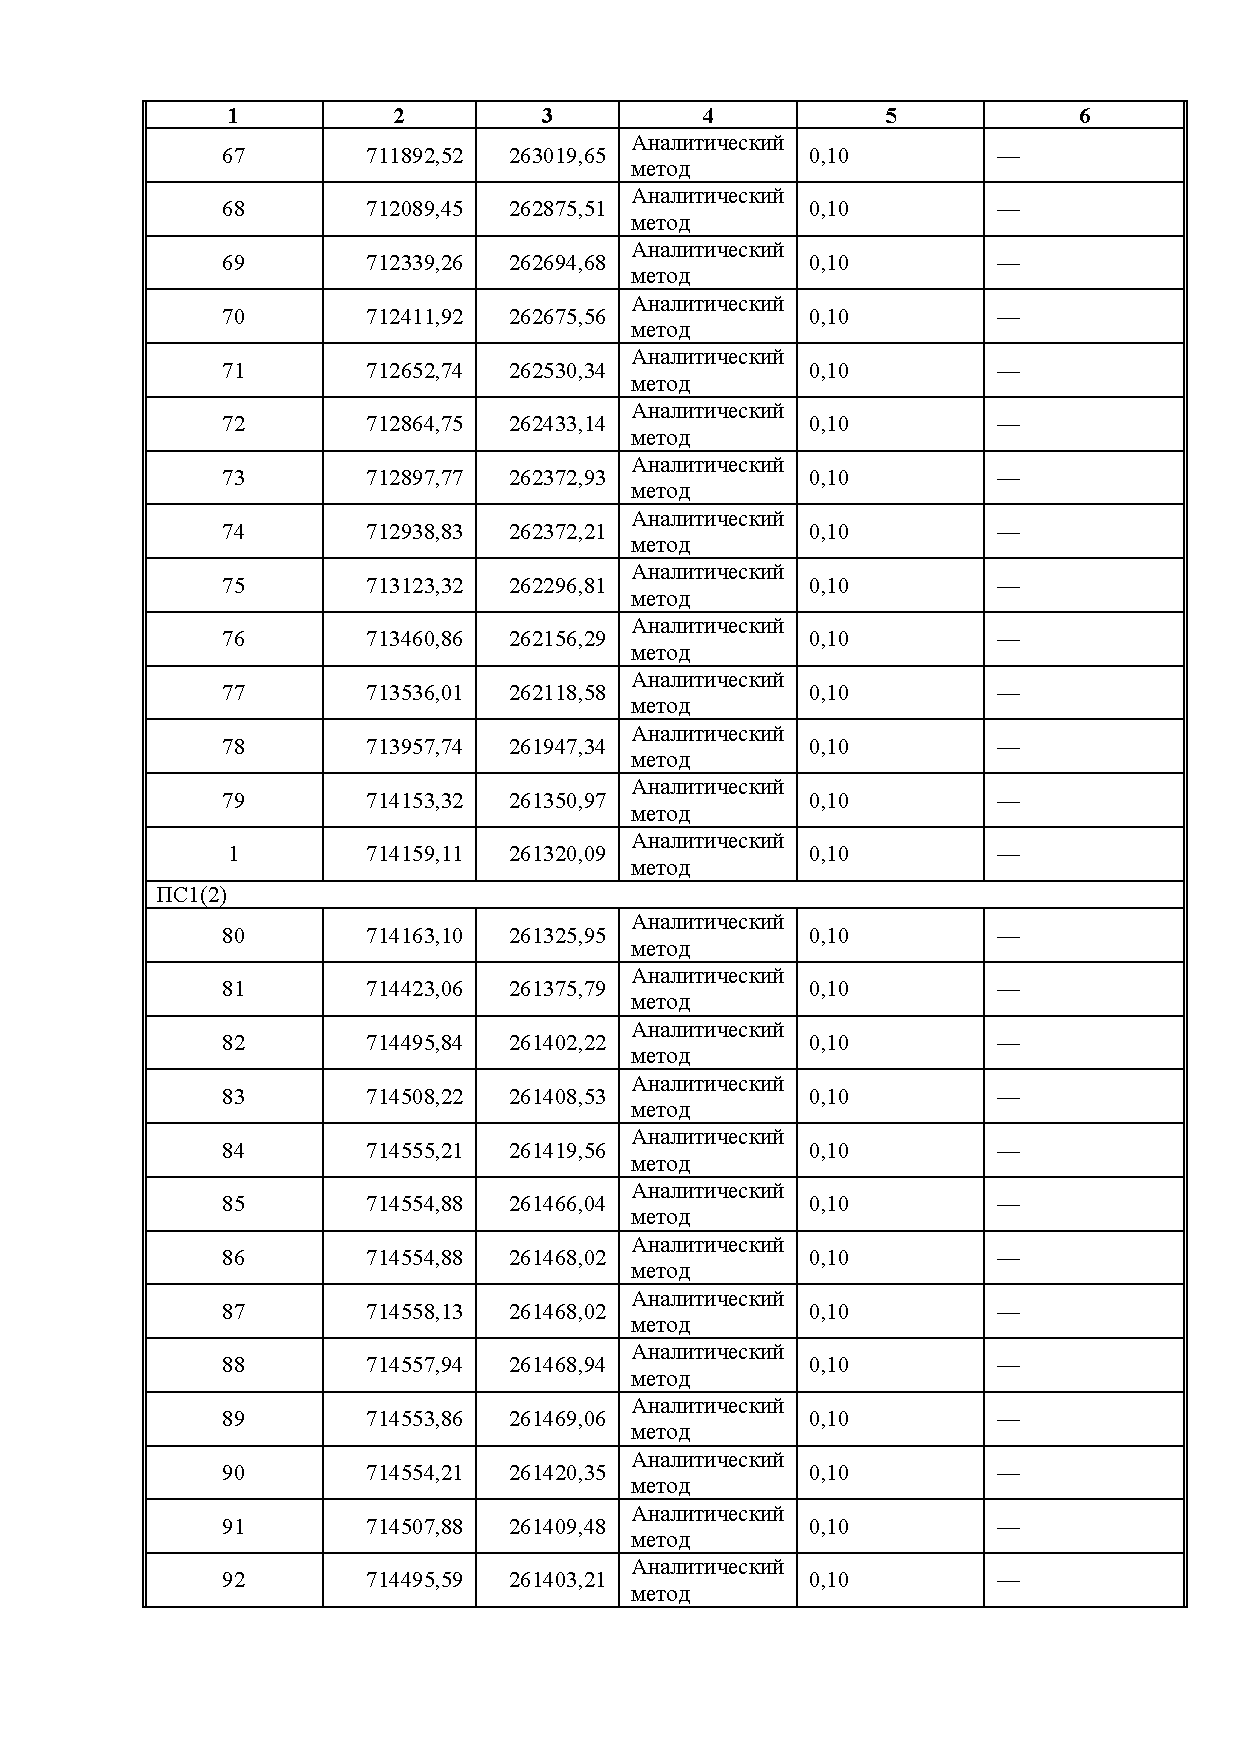 1 2 3 4 5 6
67 711892,52 263019,65 Аналитический метод 0,10 —
68 712089,45 262875,51 Аналитический метод 0,10 —
69 712339,26 262694,68 Аналитический метод 0,10 —
70 712411,92 262675,56 Аналитический метод 0,10 —
71 712652,74 262530,34 Аналитический метод 0,10 —
72 712864,75 262433,14 Аналитический метод 0,10 —
73 712897,77 262372,93 Аналитический метод 0,10 —
74 712938,83 262372,21 Аналитический метод 0,10 —
75 713123,32 262296,81 Аналитический метод 0,10 —
76 713460,86 262156,29 Аналитический метод 0,10 —
77 713536,01 262118,58 Аналитический метод 0,10 —
78 713957,74 261947,34 Аналитический метод 0,10 —
79 714153,32 261350,97 Аналитический метод 0,10 —
1 714159,11 261320,09 Аналитический метод 0,10 —
ПС1(2)
80 714163,10 261325,95 Аналитический метод 0,10 —
81 714423,06 261375,79 Аналитический метод 0,10 —
82 714495,84 261402,22 Аналитический метод 0,10 —
83 714508,22 261408,53 Аналитический метод 0,10 —
84 714555,21 261419,56 Аналитический метод 0,10 —
85 714554,88 261466,04 Аналитический метод 0,10 —
86 714554,88 261468,02 Аналитический метод 0,10 —
87 714558,13 261468,02 Аналитический метод 0,10 —
88 714557,94 261468,94 Аналитический метод 0,10 —
89 714553,86 261469,06 Аналитический метод 0,10 —
90 714554,21 261420,35 Аналитический метод 0,10 —
91 714507,88 261409,48 Аналитический метод 0,10 —
92 714495,59 261403,21 Аналитический метод 0,10 —